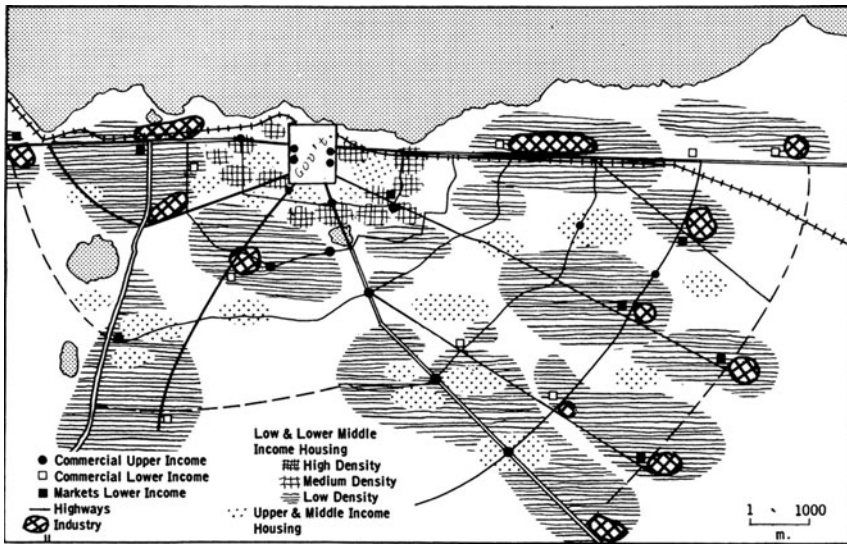 Gov't.
Commercial Upper Income
Commercial Lower Income
Markets Lower Income
Highways
Industry
Low & Lower Middle
Income Housing
High Density
Medium Density
Low Density
Upper & Middle Income
Housing
1 1000
m.